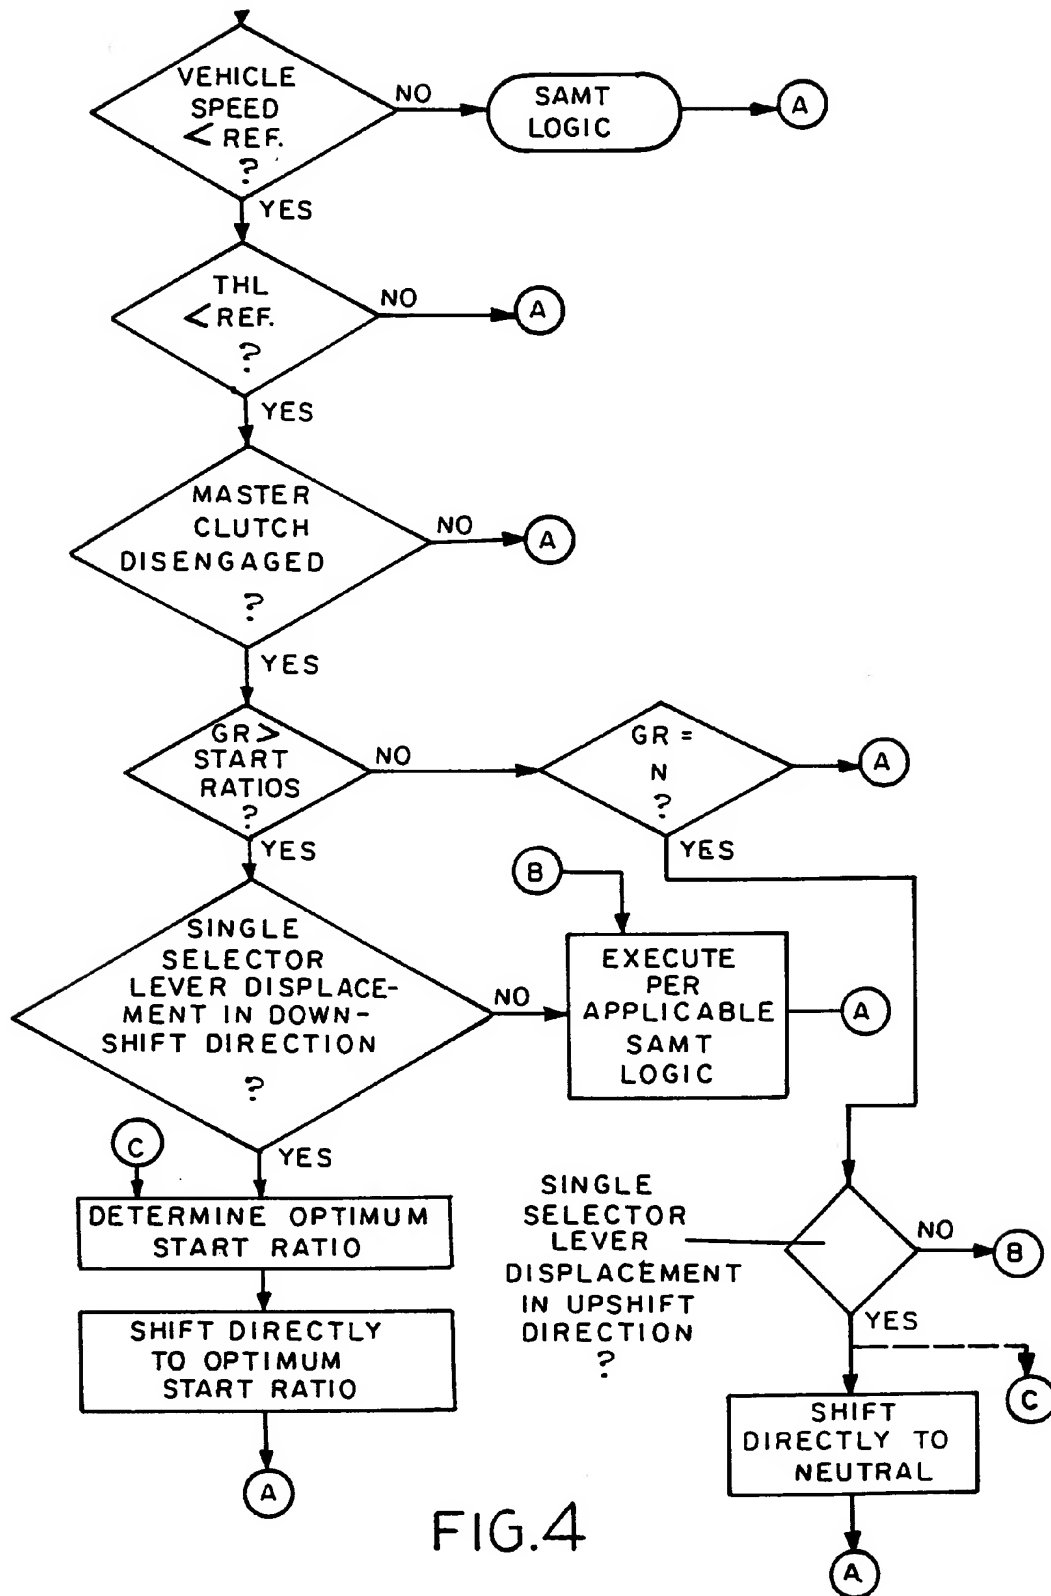 VEHICLE
SPEED
< REF.
?
NO
SAMT
LOGIC
A
YES
THL
< REF.
?
NO
A
YES
MASTER
CLUTCH
DISENGAGED
?
NO
A
YES
GR >
START
RATIOS
?
NO
GR =
N
?
A
YES
YES
B
SINGLE
SELECTOR
LEVER DISPLACE-
MENT IN DOWN-
SHIFT DIRECTION
?
NO
EXECUTE
PER
APPLICABLE
SAMT
LOGIC
A
YES
C
DETERMINE OPTIMUM
START RATIO
SHIFT DIRECTLY
TO OPTIMUM
START RATIO
A
SINGLE
SELECTOR
LEVER
DISPLACEMENT
IN UPSHIFT
DIRECTION
?
NO
B
YES
C
SHIFT
DIRECTLY TO
NEUTRAL
A
FIG.4